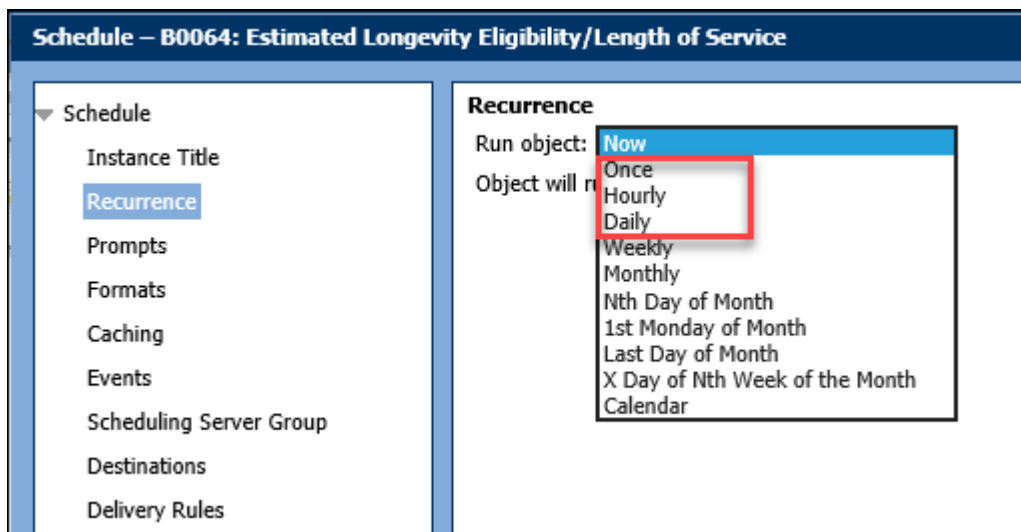 Schedule – B0064: Estimated Longevity Eligibility/Length of Service
Schedule
Instance Title
Recurrence
Prompts
Formats
Caching
Events
Scheduling Server Group
Destinations
Delivery Rules
Recurrence
Run object: Now
Object will r
Once
Hourly
Daily
Weekly
Monthly
Nth Day of Month
1st Monday of Month
Last Day of Month
X Day of Nth Week of the Month
Calendar